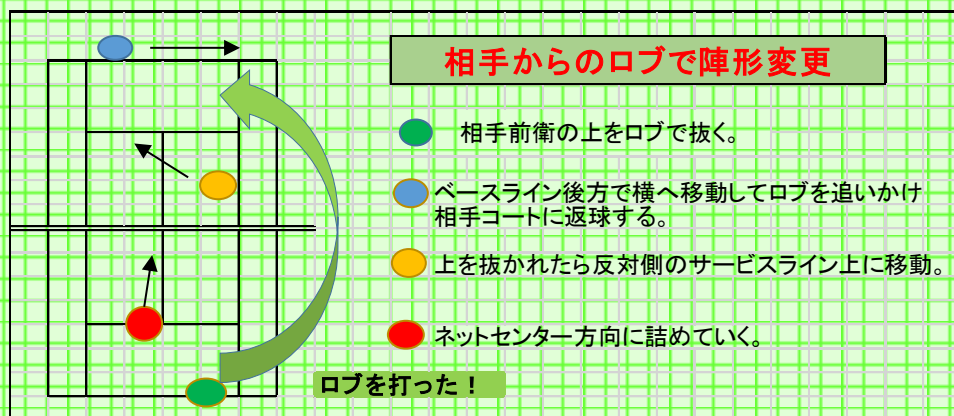 相手からのロブで陣形変更
相手前衛の上をロブで抜く。
ベースライン後方で横へ移動してロブを追いかけ
相手コートに返球する。
上を抜かれたら反対側のサービスライン上に移動。
ネットセンター方向に詰めていく。
ロブを打った！